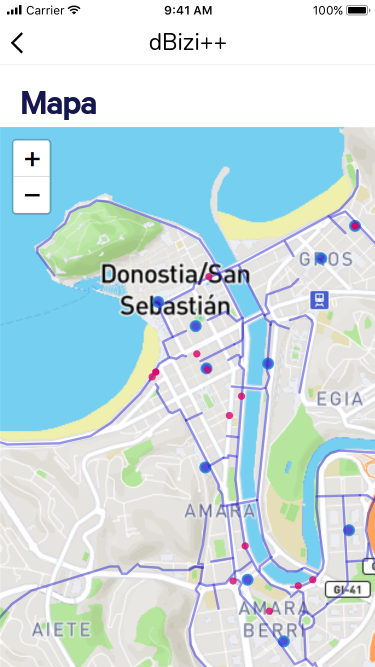 Carrier 9:41 AM 100%
dBizi++
Mapa
+
−
GROS
Donostia/San
Sebastián
EGIA
AMARA
GI-41
AMARA
BERRI
AIETE